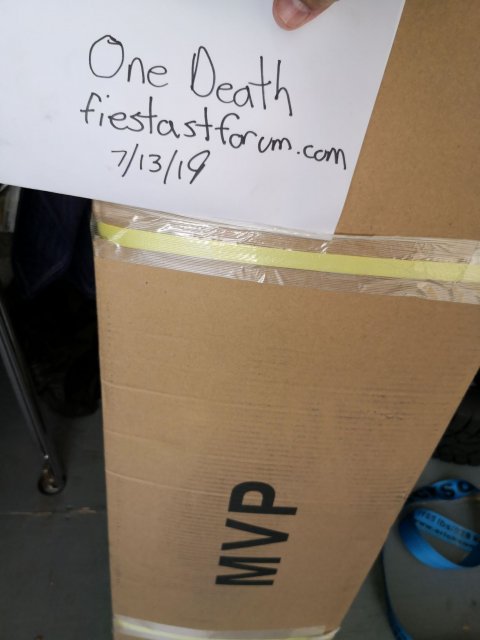 One Death
fiestastforum.com
7/13/19
MVP